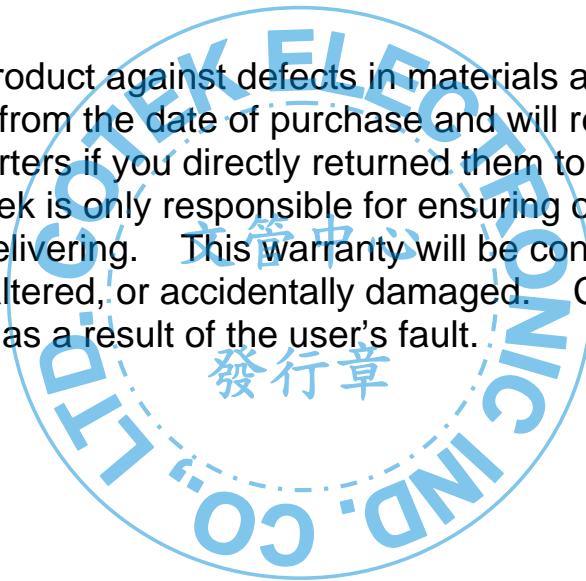 roduct against defects in materials a
from the date of purchase and will r
rters if you directly returned them to
ek is only responsible for ensuring
elivering. This warranty will be con
ltered, or accidentally damaged.
as a result of the user's fault.
COTEK ELECTRONIC IND. CO., LTD.
文管中心
發行章